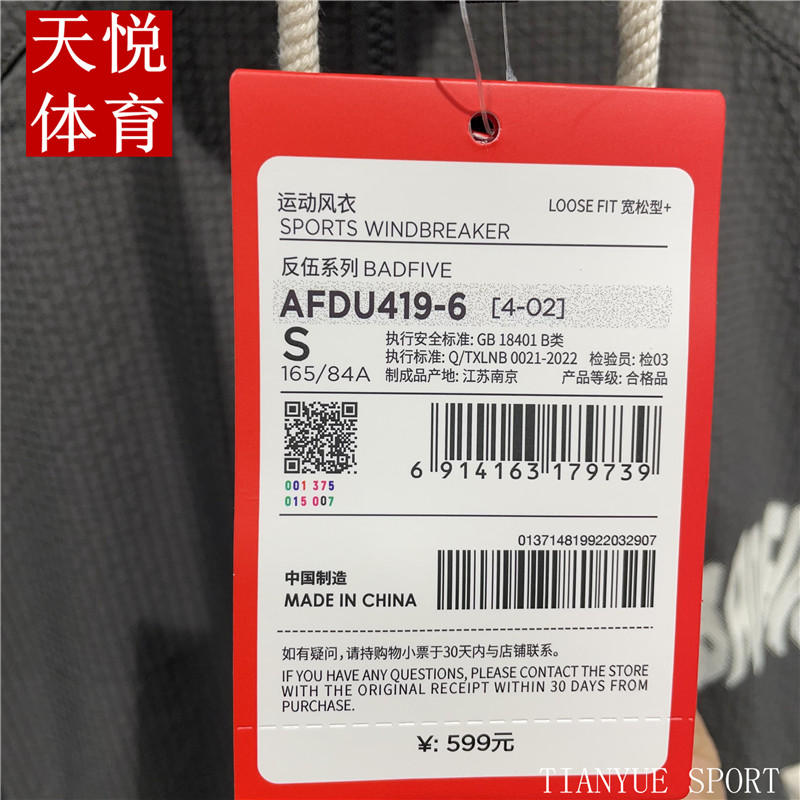 天悦
体育
运动风衣
SPORTS WINDBREAKER
LOOSE FIT 宽松型+
反伍系列 BADFIVE
AFDU419-6 [4-02]
S
165/84A
执行安全标准: GB 18401 B类
执行标准: Q/TXLNB 0021-2022 检验员: 检03
制成品产地: 江苏南京 产品等级: 合格品
001 375
015 007
6 914163 179739
013714819922032907
中国制造
MADE IN CHINA
如有疑问，请持购物小票于30天内与店铺联系。
IF YOU HAVE ANY QUESTIONS, PLEASE CONTACT THE STORE
WITH THE ORIGINAL RECEIPT WITHIN 30 DAYS FROM
PURCHASE.
¥: 599元
TIANYUE SPORT